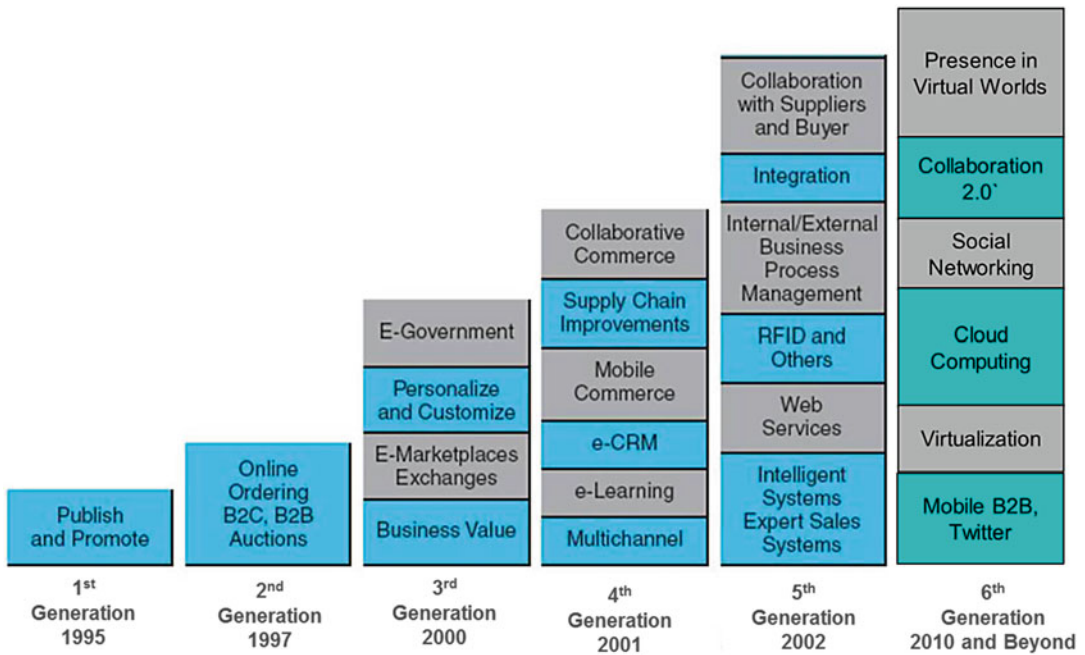 Publish
and Promote
1st
Generation
1995
Online
Ordering
B2C, B2B
Auctions
2nd
Generation
1997
E-Government
Personalize
and Customize
E-Marketplaces
Exchanges
Business Value
3rd
Generation
2000
Collaborative
Commerce
Supply Chain
Improvements
Mobile
Commerce
e-CRM
e-Learning
Multichannel
4th
Generation
2001
Collaboration
with Suppliers
and Buyer
Integration
Internal/External
Business
Process
Management
RFID and
Others
Web
Services
Intelligent
Systems
Expert Sales
Systems
5th
Generation
2002
Presence in
Virtual Worlds
Collaboration
2.0`
Social
Networking
Cloud
Computing
Virtualization
Mobile B2B,
Twitter
6th
Generation
2010 and Beyond